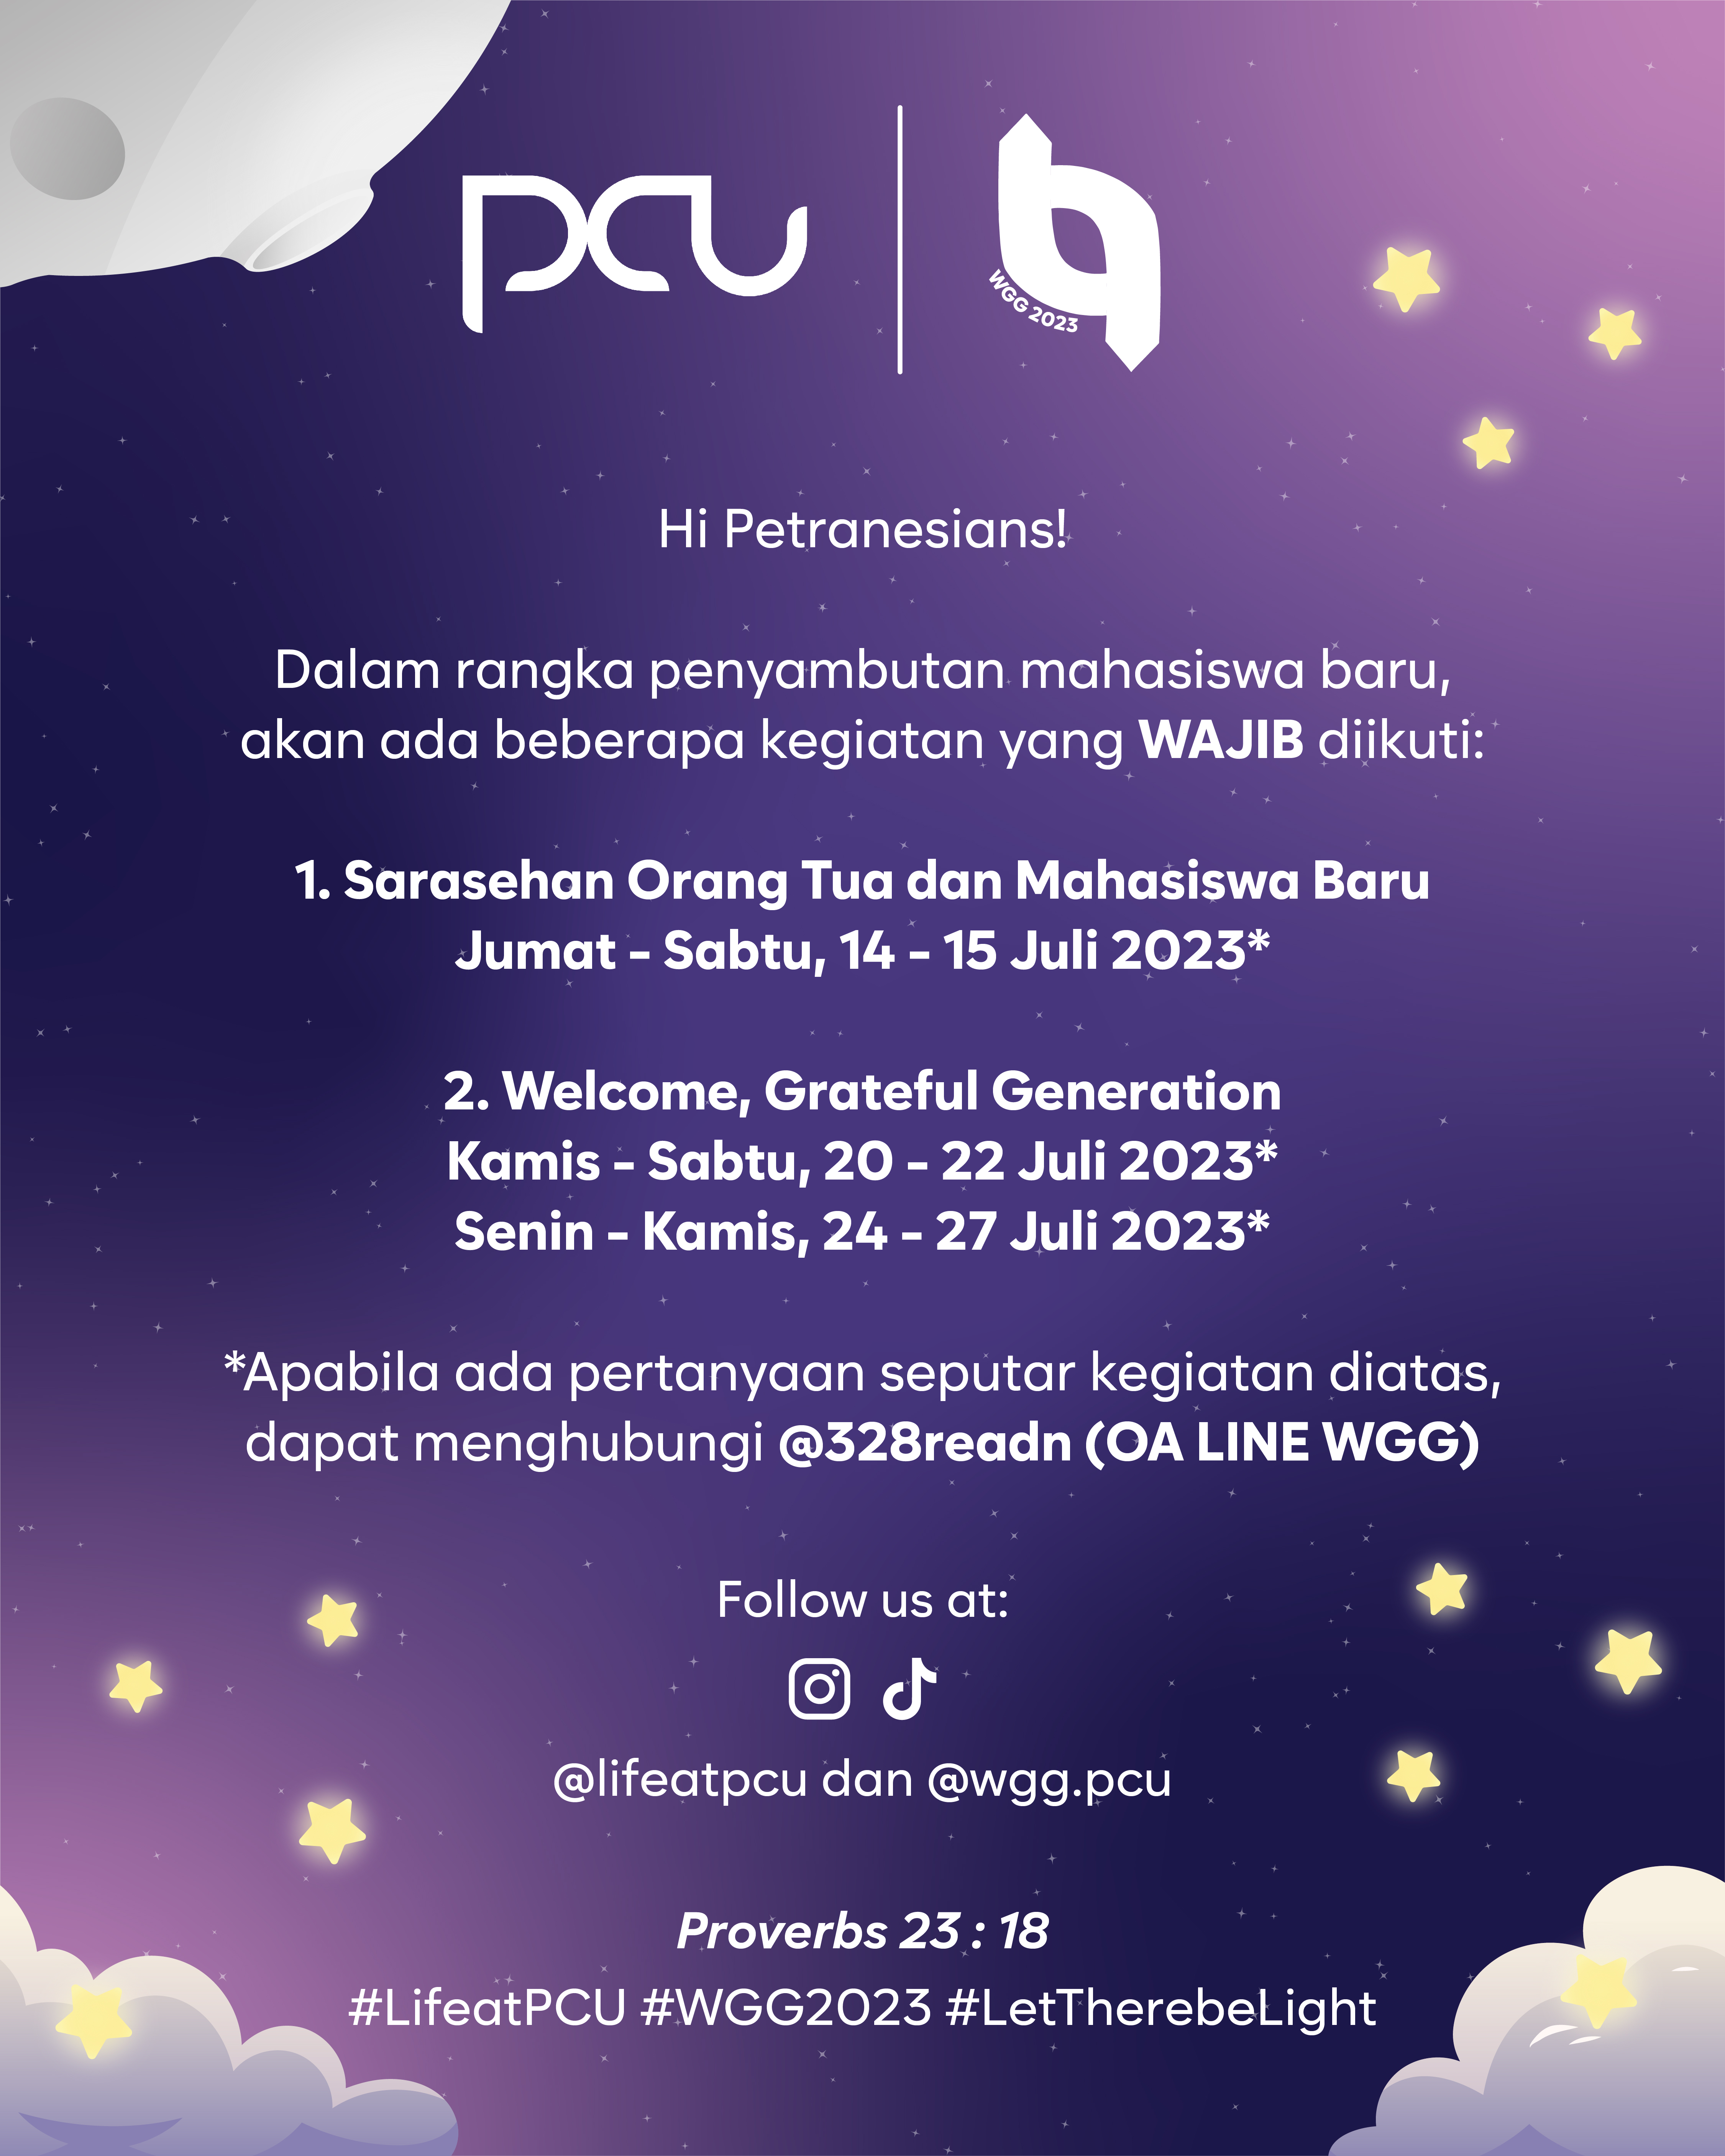 pcu
WGG 2023
Hi Petranesians!
Dalam rangka penyambutan mahasiswa baru,
akan ada beberapa kegiatan yang WAJIB diikuti:
1. Sarasehan Orang Tua dan Mahasiswa Baru
Jumat - Sabtu, 14 - 15 Juli 2023*
2. Welcome, Grateful Generation
Kamis - Sabtu, 20 - 22 Juli 2023*
Senin - Kamis, 24 - 27 Juli 2023*
*Apabila ada pertanyaan seputar kegiatan diatas,
dapat menghubungi @328readn (OA LINE WGG)
Follow us at:
@lifeatpcu dan @wgg.pcu
Proverbs 23 : 18
#LifeatPCU #WGG2023 #LetTherebeLight